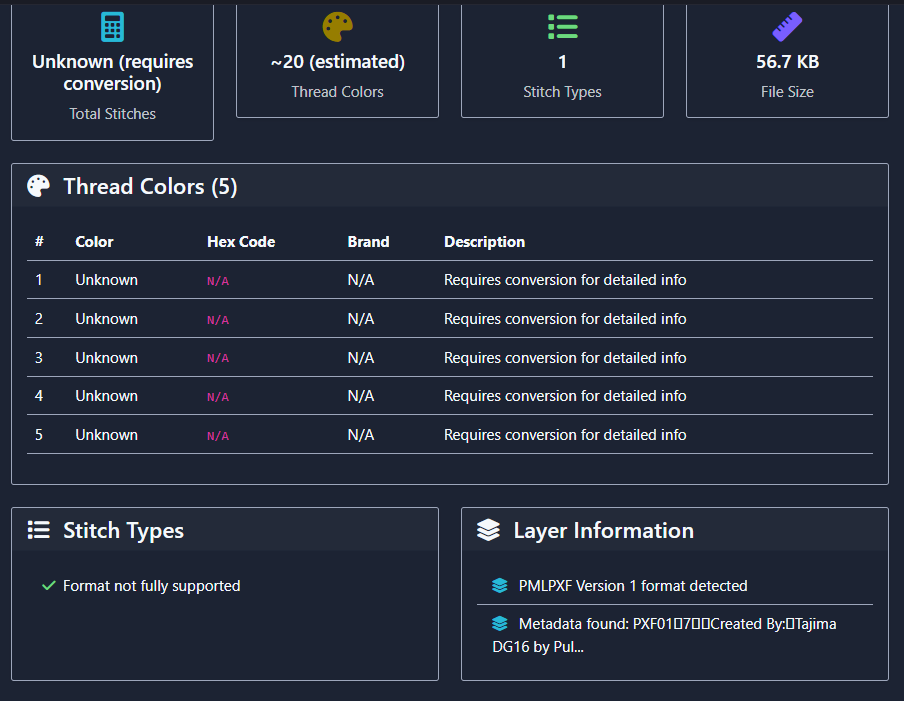 Unknown (requires
conversion)
Total Stitches
~20 (estimated)
Thread Colors
1
Stitch Types
56.7 KB
File Size
Thread Colors (5)
# Color Hex Code Brand Description
1 Unknown N/A N/A Requires conversion for detailed info
2 Unknown N/A N/A Requires conversion for detailed info
3 Unknown N/A N/A Requires conversion for detailed info
4 Unknown N/A N/A Requires conversion for detailed info
5 Unknown N/A N/A Requires conversion for detailed info
Stitch Types
Format not fully supported
Layer Information
PMLPXF Version 1 format detected
Metadata found: PXF01▯7▯▯Created By:▯Tajima
DG16 by Pul...